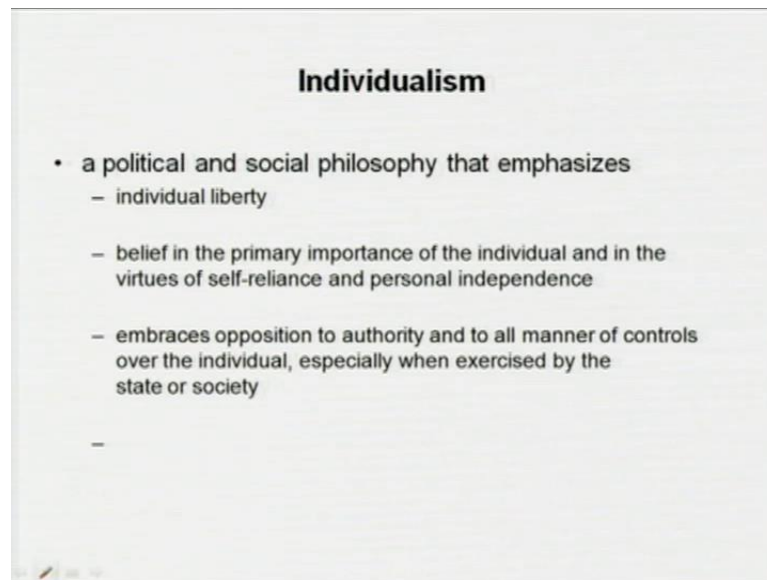 Individualism
• a political and social philosophy that emphasizes
– individual liberty
– belief in the primary importance of the individual and in the
virtues of self-reliance and personal independence
– embraces opposition to authority and to all manner of controls
over the individual, especially when exercised by the
state or society
–